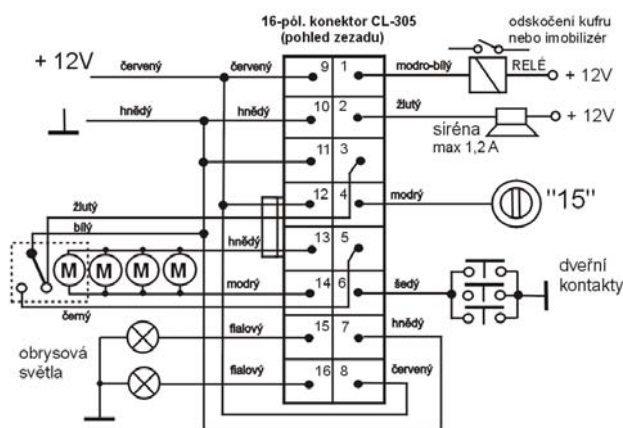 16-pól. konektor CL-305
(pohled zezadu)
odskočení kufru
nebo imobilizér
+ 12V
červený
červený
9
1
modro-bílý
RELÉ
+ 12V
hnědý
hnědý
10
2
žlutý
siréna
max 1,2 A
+ 12V
11
3
12
4
modrý
"15"
žlutý
bílý
hnědý
13
5
M
M
M
M
dveřní
kontakty
modrý
14
6
šedý
černý
fialový
15
7
hnědý
obrysová
světla
fialový
16
8
červený